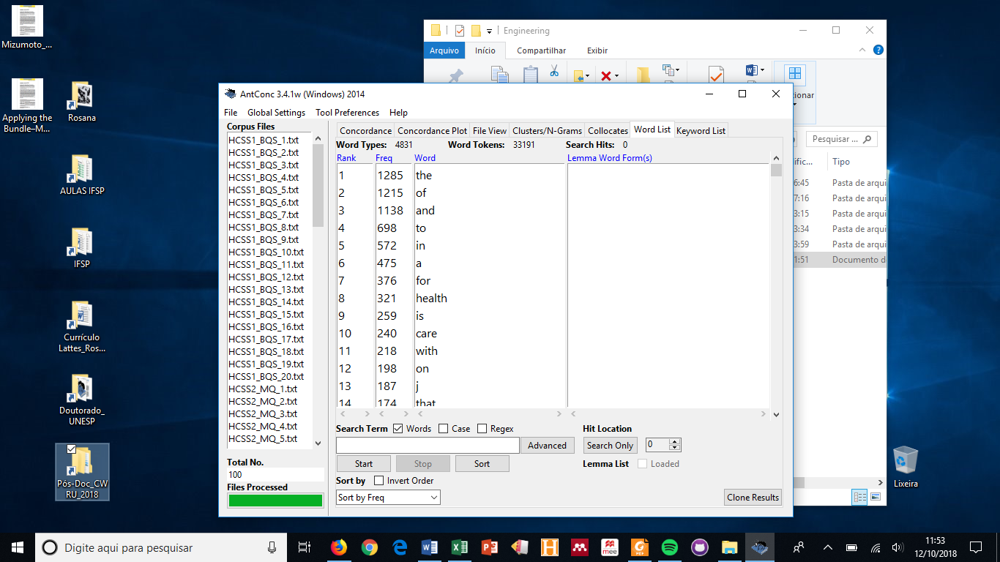 Mizumoto_...
Applying the
Bundle–M...
Rosana
AULAS IFSP
IFSP
Currículo
Lattes_Ros...
Doutorado_
UNESP
Pós-Doc_CW
RU_2018
Engineering
Arquivo Início Compartilhar Exibir
AntConc 3.4.1w (Windows) 2014
File Global Settings Tool Preferences Help
Corpus Files
HCSS1_BQS_1.txt
HCSS1_BQS_2.txt
HCSS1_BQS_3.txt
HCSS1_BQS_4.txt
HCSS1_BQS_5.txt
HCSS1_BQS_6.txt
HCSS1_BQS_7.txt
HCSS1_BQS_8.txt
HCSS1_BQS_9.txt
HCSS1_BQS_10.txt
HCSS1_BQS_11.txt
HCSS1_BQS_12.txt
HCSS1_BQS_13.txt
HCSS1_BQS_14.txt
HCSS1_BQS_15.txt
HCSS1_BQS_16.txt
HCSS1_BQS_17.txt
HCSS1_BQS_18.txt
HCSS1_BQS_19.txt
HCSS1_BQS_20.txt
HCSS2_MQ_1.txt
HCSS2_MQ_2.txt
HCSS2_MQ_3.txt
HCSS2_MQ_4.txt
HCSS2_MQ_5.txt
Total No.
100
Files Processed
Concordance Concordance Plot File View Clusters/N-Grams Collocates Word List Keyword List
Word Types: 4831 Word Tokens: 33191 Search Hits: 0
Rank Freq Word Lemma Word Form(s)
1 1285 the
2 1215 of
3 1138 and
4 698 to
5 572 in
6 475 a
7 376 for
8 321 health
9 259 is
10 240 care
11 218 with
12 198 on
13 187 j
14 174 that
Search Term Words Case Regex Hit Location
Advanced Search Only 0
Start Stop Sort Lemma List Loaded
Sort by Invert Order
Sort by Freq Clone Results
cionar
Pesquisar ...
ific... Tipo
6:45 Pasta de arqui
7:16 Pasta de arqui
3:15 Pasta de arqui
3:34 Pasta de arqui
3:59 Pasta de arqui
1:51 Documento d
Lixeira
Digite aqui para pesquisar
mee
PDF
11:53
12/10/2018